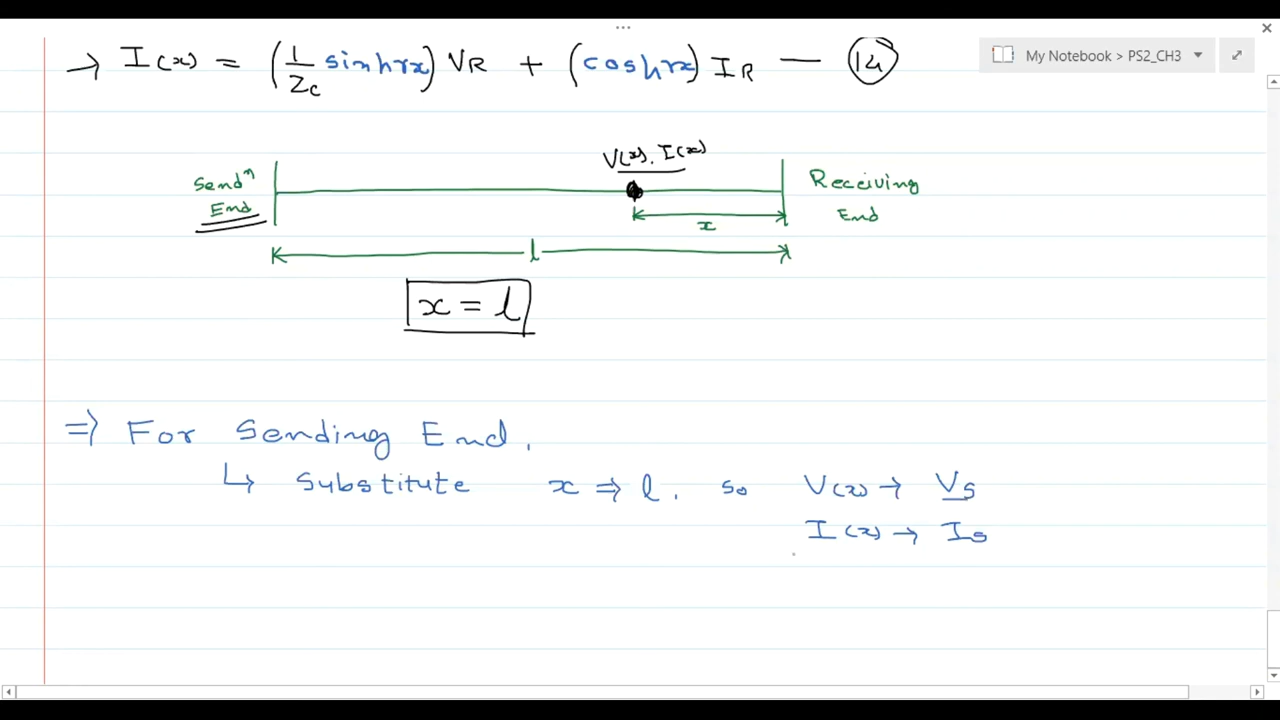 ...
→ I(x) = (1/Zc sinhγx) VR + (coshγx) IR — 14
My Notebook > PS2_CH3
V(x), I(x)
Sendⁿ End
Receiving End
x
l
x = l
⇒ For Sending End.
↳ Substitute x ⇒ l. so V(x) → VS
I(x) → IS